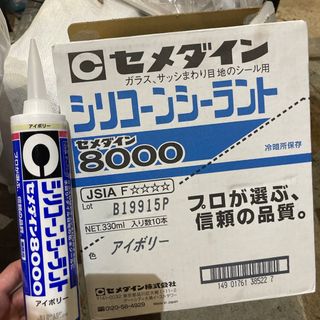 セメダイン
ガラス、サッシまわり目地のシール用
シリコーンシーラント
セメダイン
8000
冷暗所保存
JSIA F☆☆☆☆
Lot B19915P
NET.330ml 入り数10本
色 アイボリー
プロが選ぶ、
信頼の品質。
セメダイン株式会社
アイボリー
シリコーンシーラント
セメダイン8000
アイボリー